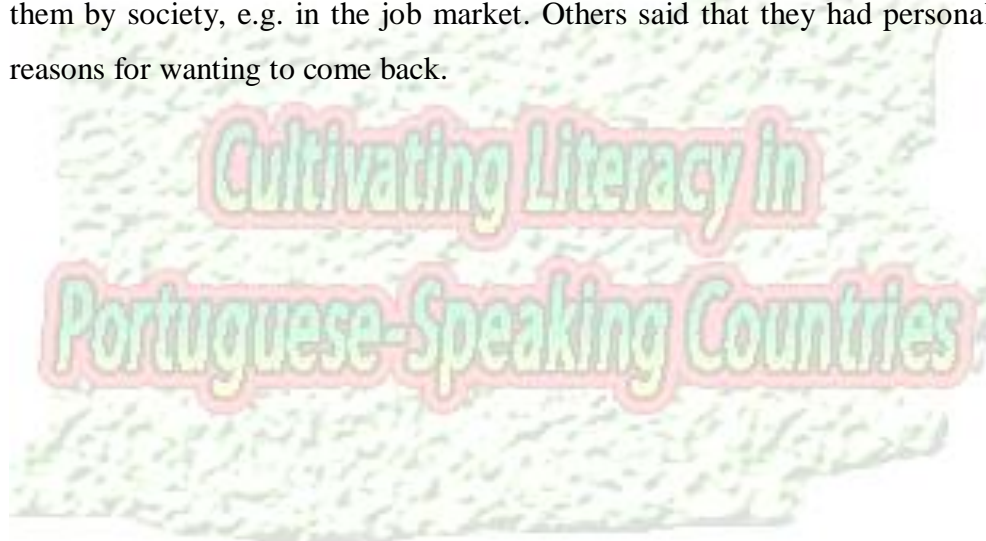 them by society, e.g. in the job market. Others said that they had personal
reasons for wanting to come back.
Cultivating Literacy in
Portuguese-Speaking Countries